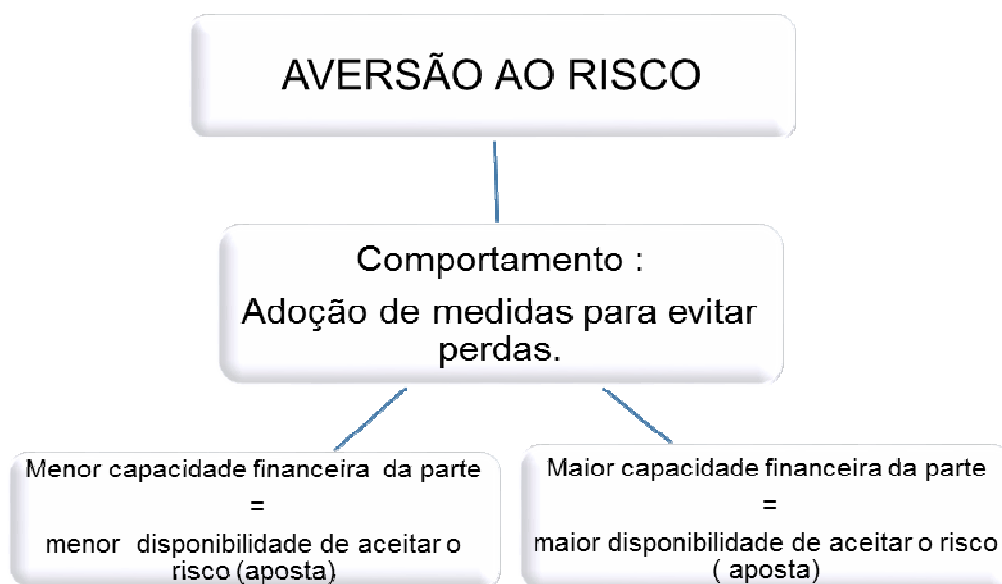 AVERSÃO AO RISCO
Comportamento :
Adoção de medidas para evitar
perdas.
Menor capacidade financeira da parte
=
menor disponibilidade de aceitar o
risco (aposta)
Maior capacidade financeira da parte
=
maior disponibilidade de aceitar o risco
( aposta)